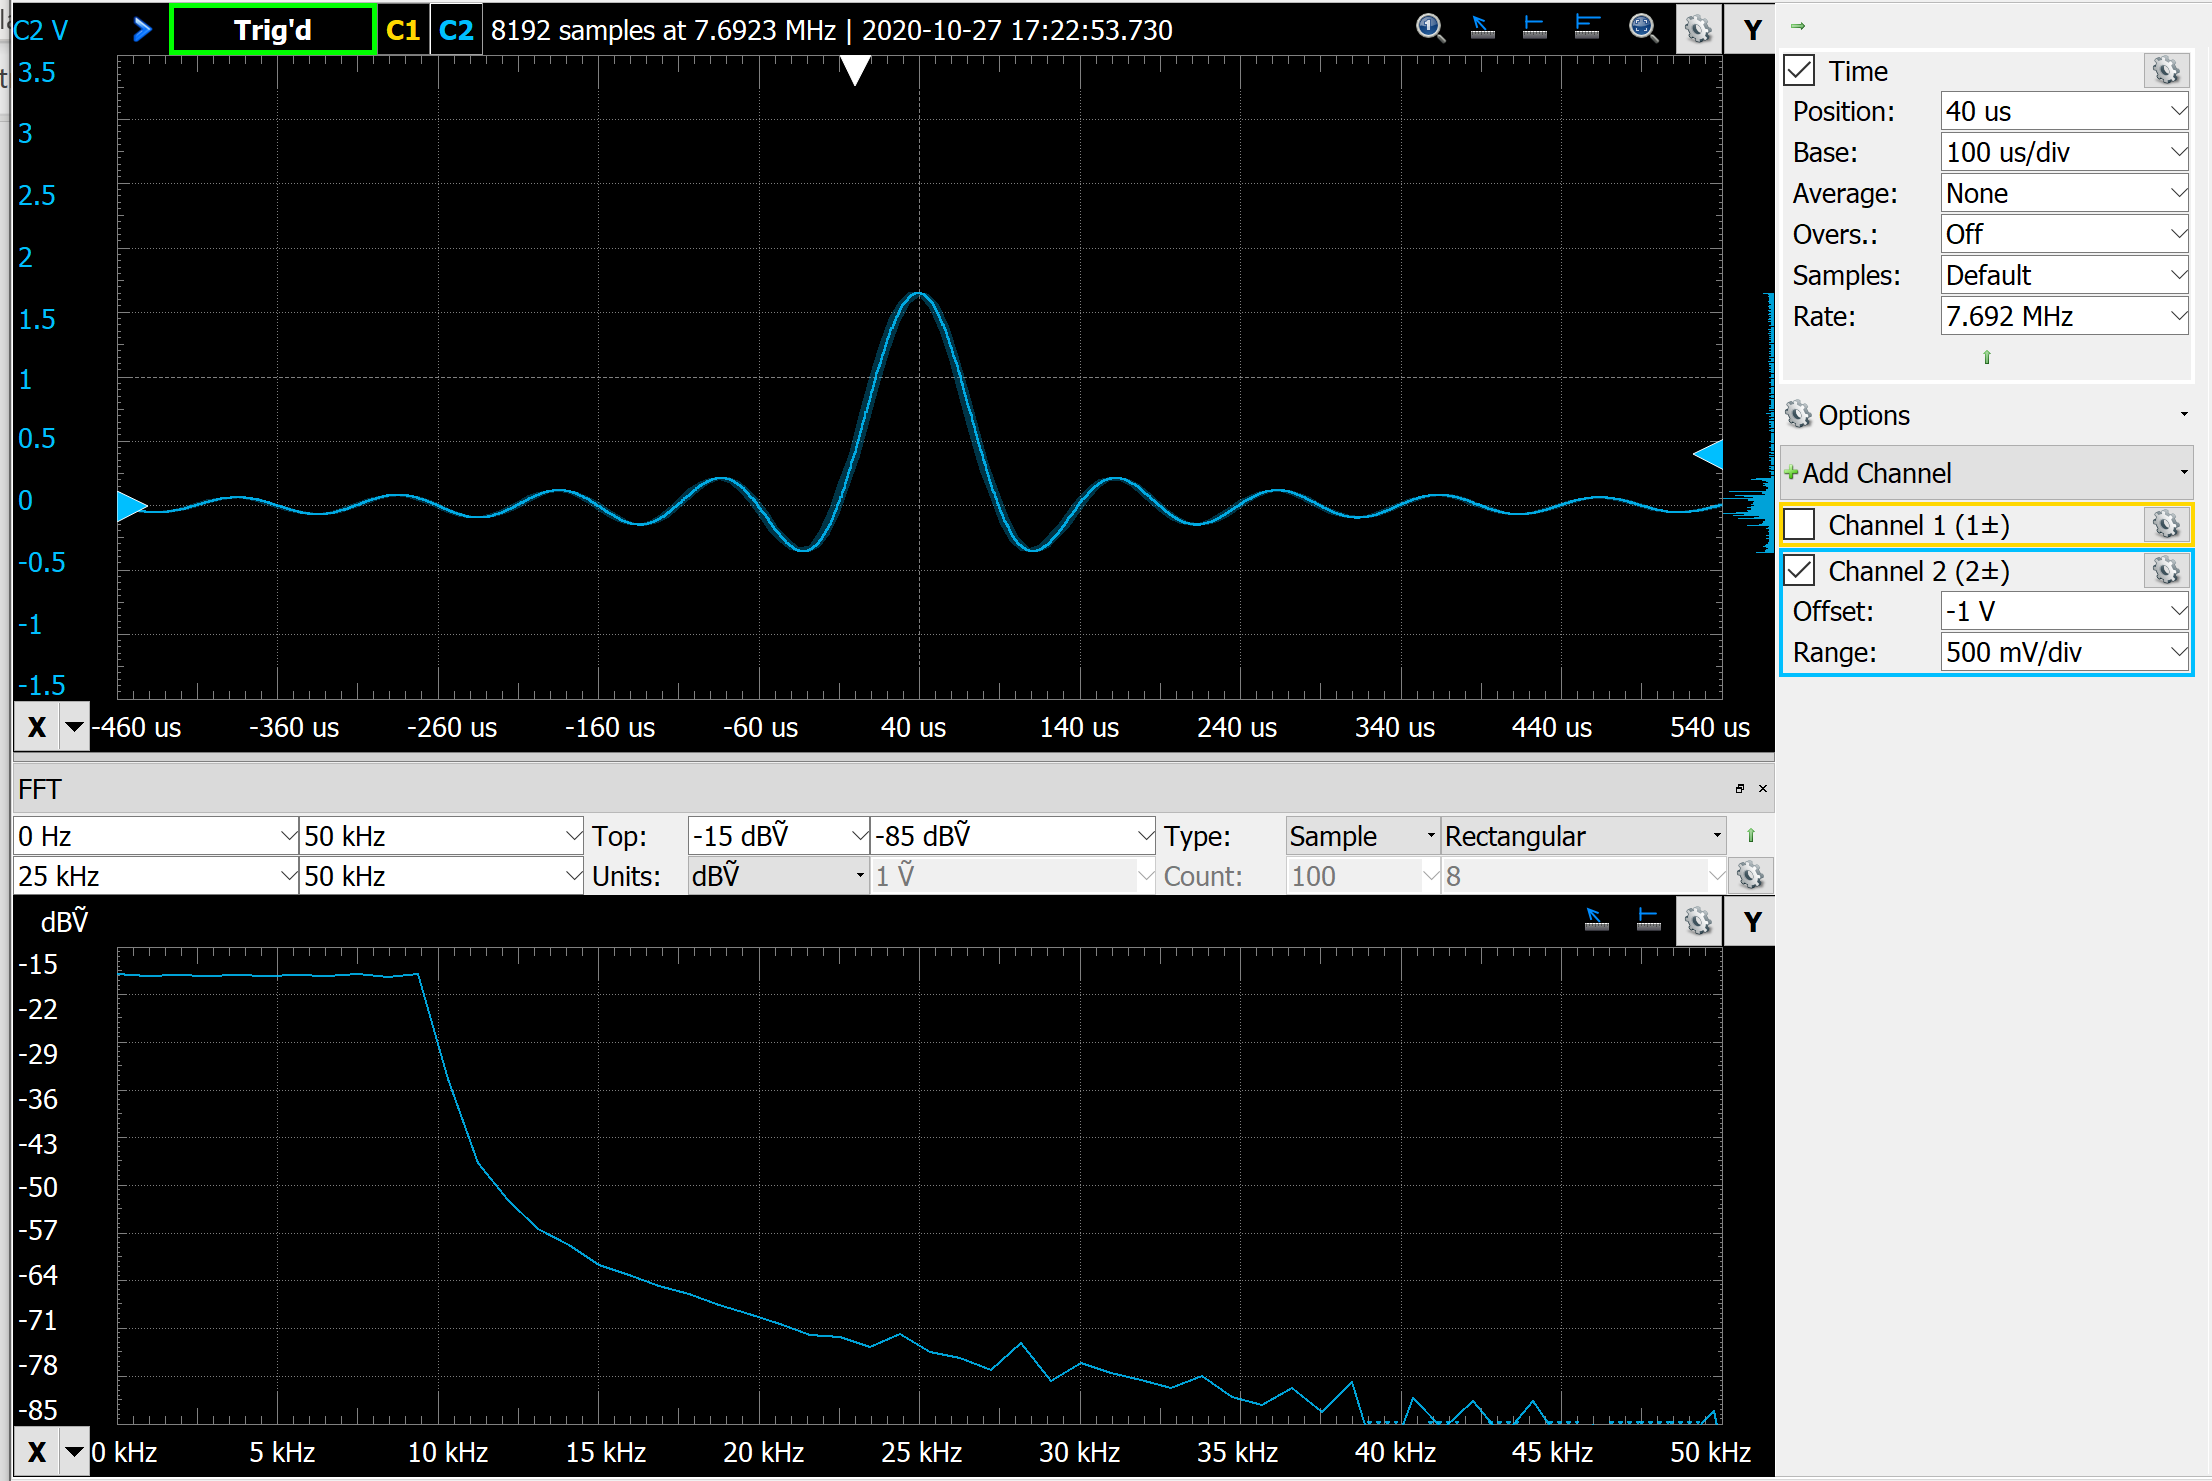 C2 V Trig'd C1 C2 8192 samples at 7.6923 MHz | 2020-10-27 17:22:53.730 Y
3.5
3
2.5
2
1.5
1
0.5
0
-0.5
-1
-1.5
X -460 us -360 us -260 us -160 us -60 us 40 us 140 us 240 us 340 us 440 us 540 us
Time
Position: 40 us
Base: 100 us/div
Average: None
Overs.: Off
Samples: Default
Rate: 7.692 MHz
Options
Add Channel
Channel 1 (1±)
Channel 2 (2±)
Offset: -1 V
Range: 500 mV/div
FFT
0 Hz 50 kHz Top: -15 dBṼ -85 dBṼ Type: Sample Rectangular
25 kHz 50 kHz Units: dBṼ 1 Ṽ Count: 100 8
dBṼ Y
-15
-22
-29
-36
-43
-50
-57
-64
-71
-78
-85
X 0 kHz 5 kHz 10 kHz 15 kHz 20 kHz 25 kHz 30 kHz 35 kHz 40 kHz 45 kHz 50 kHz